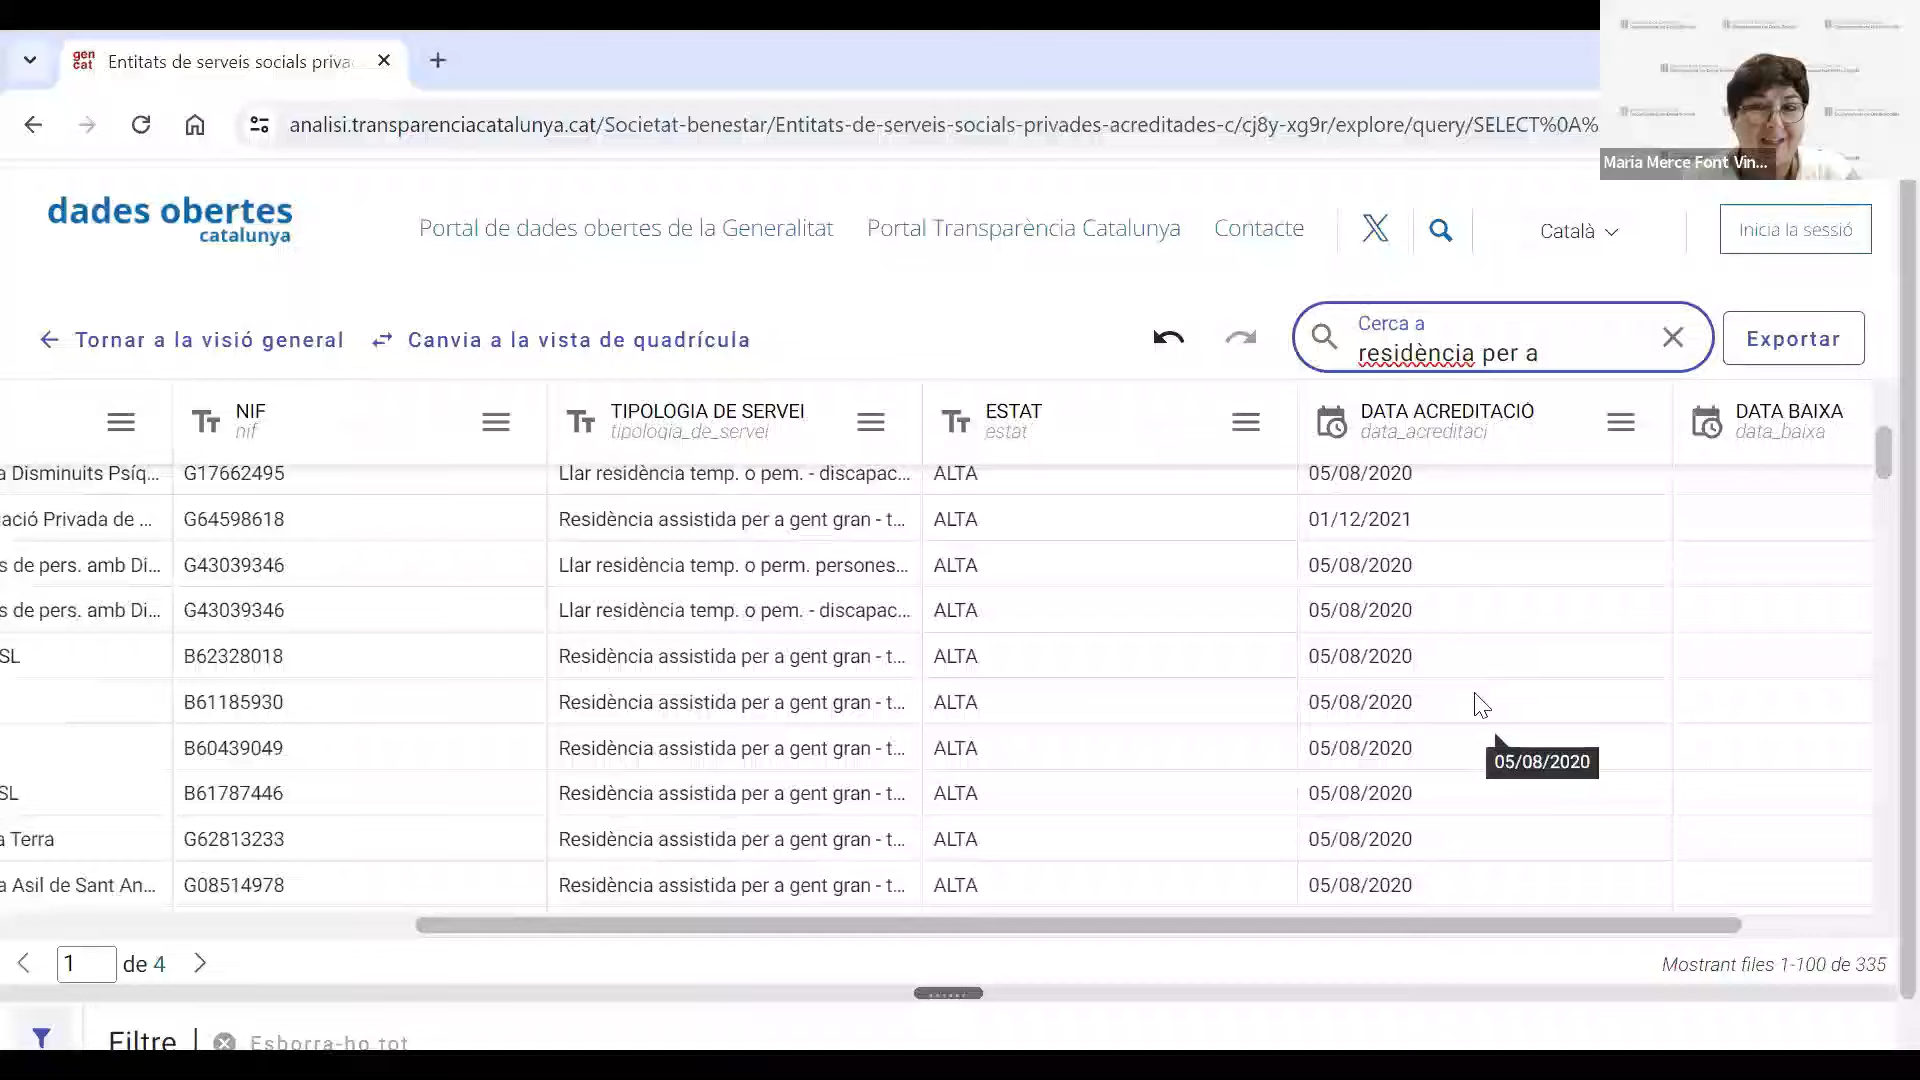 gen
cat
Entitats de serveis socials priva
analisi.transparenciacatalunya.cat/Societat-benestar/Entitats-de-serveis-socials-privades-acreditades-c/cj8y-xg9r/explore/query/SELECT%0A%
Maria Merce Font Vin...
dades obertes
catalunya
Portal de dades obertes de la Generalitat
Portal Transparència Catalunya
Contacte
Català
Inicia la sessió
Tornar a la visió general
Canvia a la vista de quadrícula
Cerca a
residència per a
Exportar
NIF
nif
TIPOLOGIA DE SERVEI
tipologia_de_servei
ESTAT
estat
DATA ACREDITACIÓ
data_acreditaci
DATA BAIXA
data_baixa
a Disminuits Psíq... G17662495 Llar residència temp. o pem. - discapac... ALTA 05/08/2020
ació Privada de ... G64598618 Residència assistida per a gent gran - t... ALTA 01/12/2021
s de pers. amb Di... G43039346 Llar residència temp. o perm. persones... ALTA 05/08/2020
s de pers. amb Di... G43039346 Llar residència temp. o pem. - discapac... ALTA 05/08/2020
SL B62328018 Residència assistida per a gent gran - t... ALTA 05/08/2020
B61185930 Residència assistida per a gent gran - t... ALTA 05/08/2020
B60439049 Residència assistida per a gent gran - t... ALTA 05/08/2020
05/08/2020
SL B61787446 Residència assistida per a gent gran - t... ALTA 05/08/2020
a Terra G62813233 Residència assistida per a gent gran - t... ALTA 05/08/2020
a Asil de Sant An... G08514978 Residència assistida per a gent gran - t... ALTA 05/08/2020
1 de 4
Mostrant files 1-100 de 335
Filtre
Esborra-ho tot